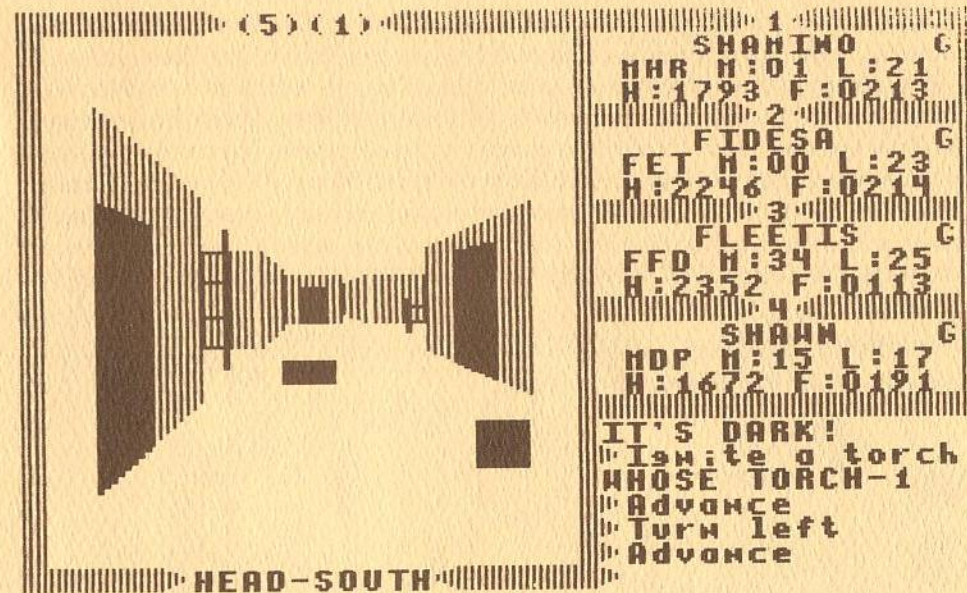 (5)(1)
1
SHAMINO G
MHR M:01 L:21
H:1793 F:0213
2
FIDESA G
FET M:00 L:23
H:2246 F:0214
3
FLEETIS G
FFD M:34 L:25
H:2352 F:0113
4
SHAWN G
MDP M:15 L:17
H:1672 F:0191
IT'S DARK!
Ignite a torch
WHOSE TORCH-1
Advance
Turn left
Advance
HEAD-SOUTH